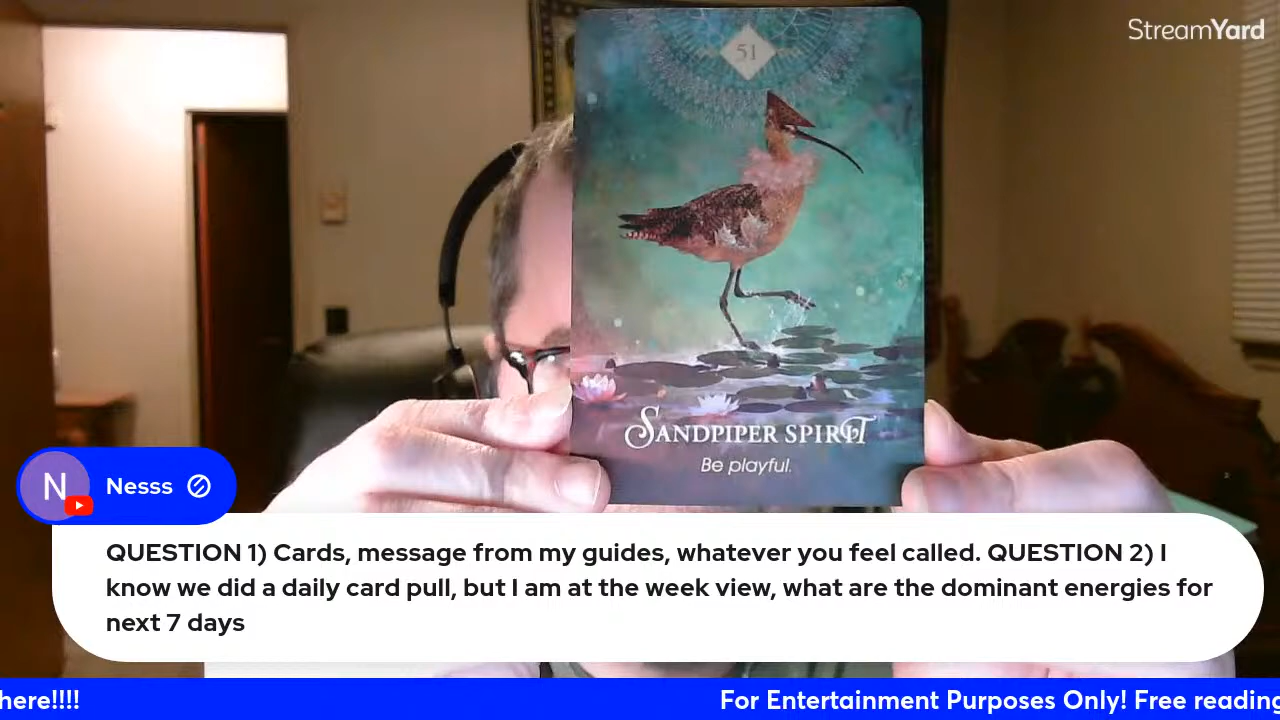 StreamYard
51
SANDPIPER SPIRIT
Be playful.
N
Nesss
QUESTION 1) Cards, message from my guides, whatever you feel called. QUESTION 2) I
know we did a daily card pull, but I am at the week view, what are the dominant energies for
next 7 days
here!!!! For Entertainment Purposes Only! Free reading